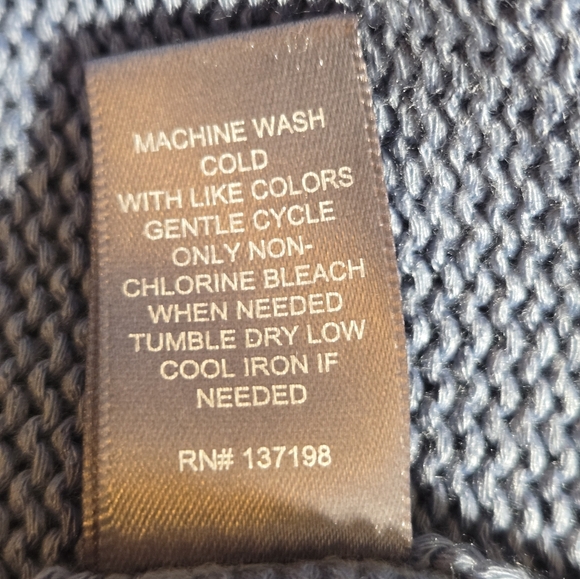 MACHINE WASH
COLD
WITH LIKE COLORS
GENTLE CYCLE
ONLY NON-
CHLORINE BLEACH
WHEN NEEDED
TUMBLE DRY LOW
COOL IRON IF
NEEDED
RN# 137198